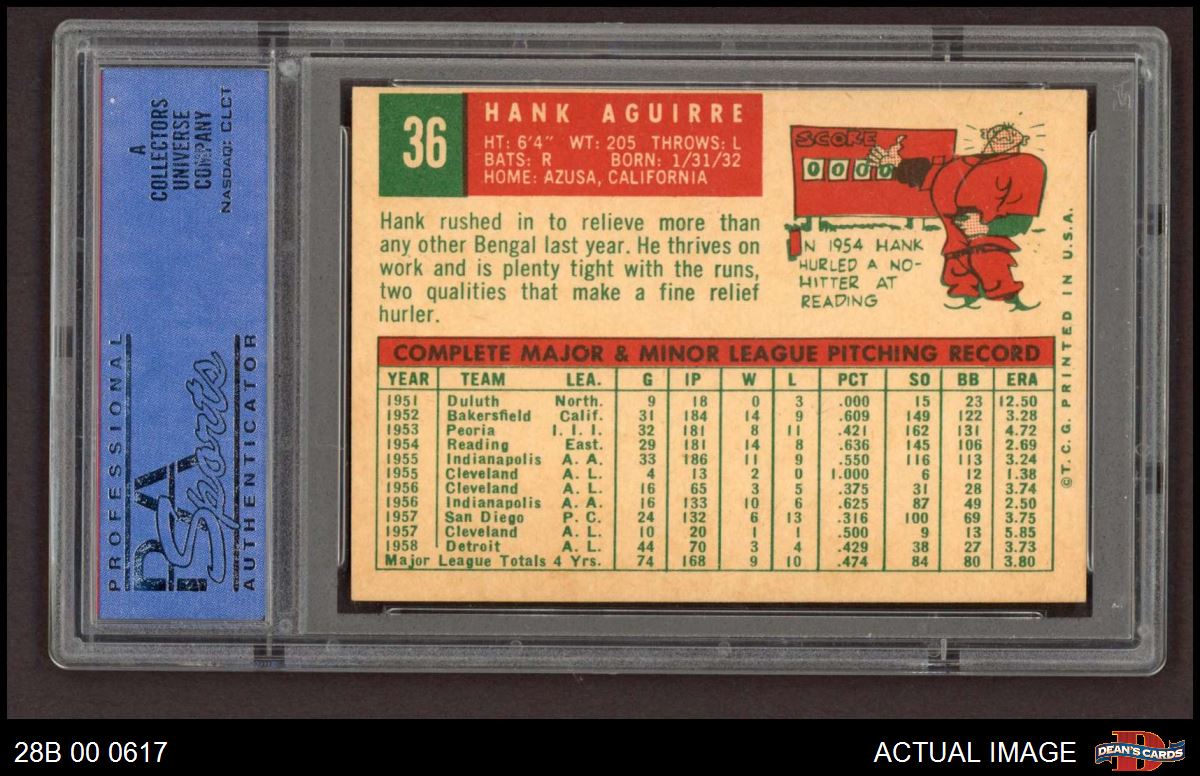 A
COLLECTORS
UNIVERSE
COMPANY
NASDAQ: CLCT
PROFESSIONAL
PSA
Sports
AUTHENTICATOR
36
HANK AGUIRRE
HT: 6'4" WT: 205 THROWS: L
BATS: R BORN: 1/31/32
HOME: AZUSA, CALIFORNIA
Hank rushed in to relieve more than
any other Bengal last year. He thrives on
work and is plenty tight with the runs,
two qualities that make a fine relief
hurler.
SCORE
0 0 0 0
IN 1954 HANK
HURLED A NO-
HITTER AT
READING
COMPLETE MAJOR & MINOR LEAGUE PITCHING RECORD
YEAR TEAM LEA. G IP W L PCT SO BB ERA
1951 Duluth North. 9 18 0 3 .000 15 23 12.50
1952 Bakersfield Calif. 31 184 14 9 .609 149 122 3.28
1953 Peoria I. I. I. 32 181 8 11 .421 162 131 4.72
1954 Reading East. 29 181 14 8 .636 145 106 2.69
1955 Indianapolis A. A. 33 186 11 9 .550 116 113 3.24
1955 Cleveland A. L. 4 13 2 0 1.000 6 12 1.38
1956 Cleveland A. L. 16 65 3 5 .375 31 28 3.74
1956 Indianapolis A. A. 16 133 10 6 .625 87 49 2.50
1957 San Diego P. C. 24 132 6 13 .316 100 69 3.75
1957 Cleveland A. L. 10 20 1 1 .500 9 13 5.85
1958 Detroit A. L. 44 70 3 4 .429 38 27 3.73
Major League Totals 4 Yrs. 74 168 9 10 .474 84 80 3.80
©T. C. G. PRINTED IN U.S.A.
28B 00 0617
ACTUAL IMAGE
DEAN'S CARDS